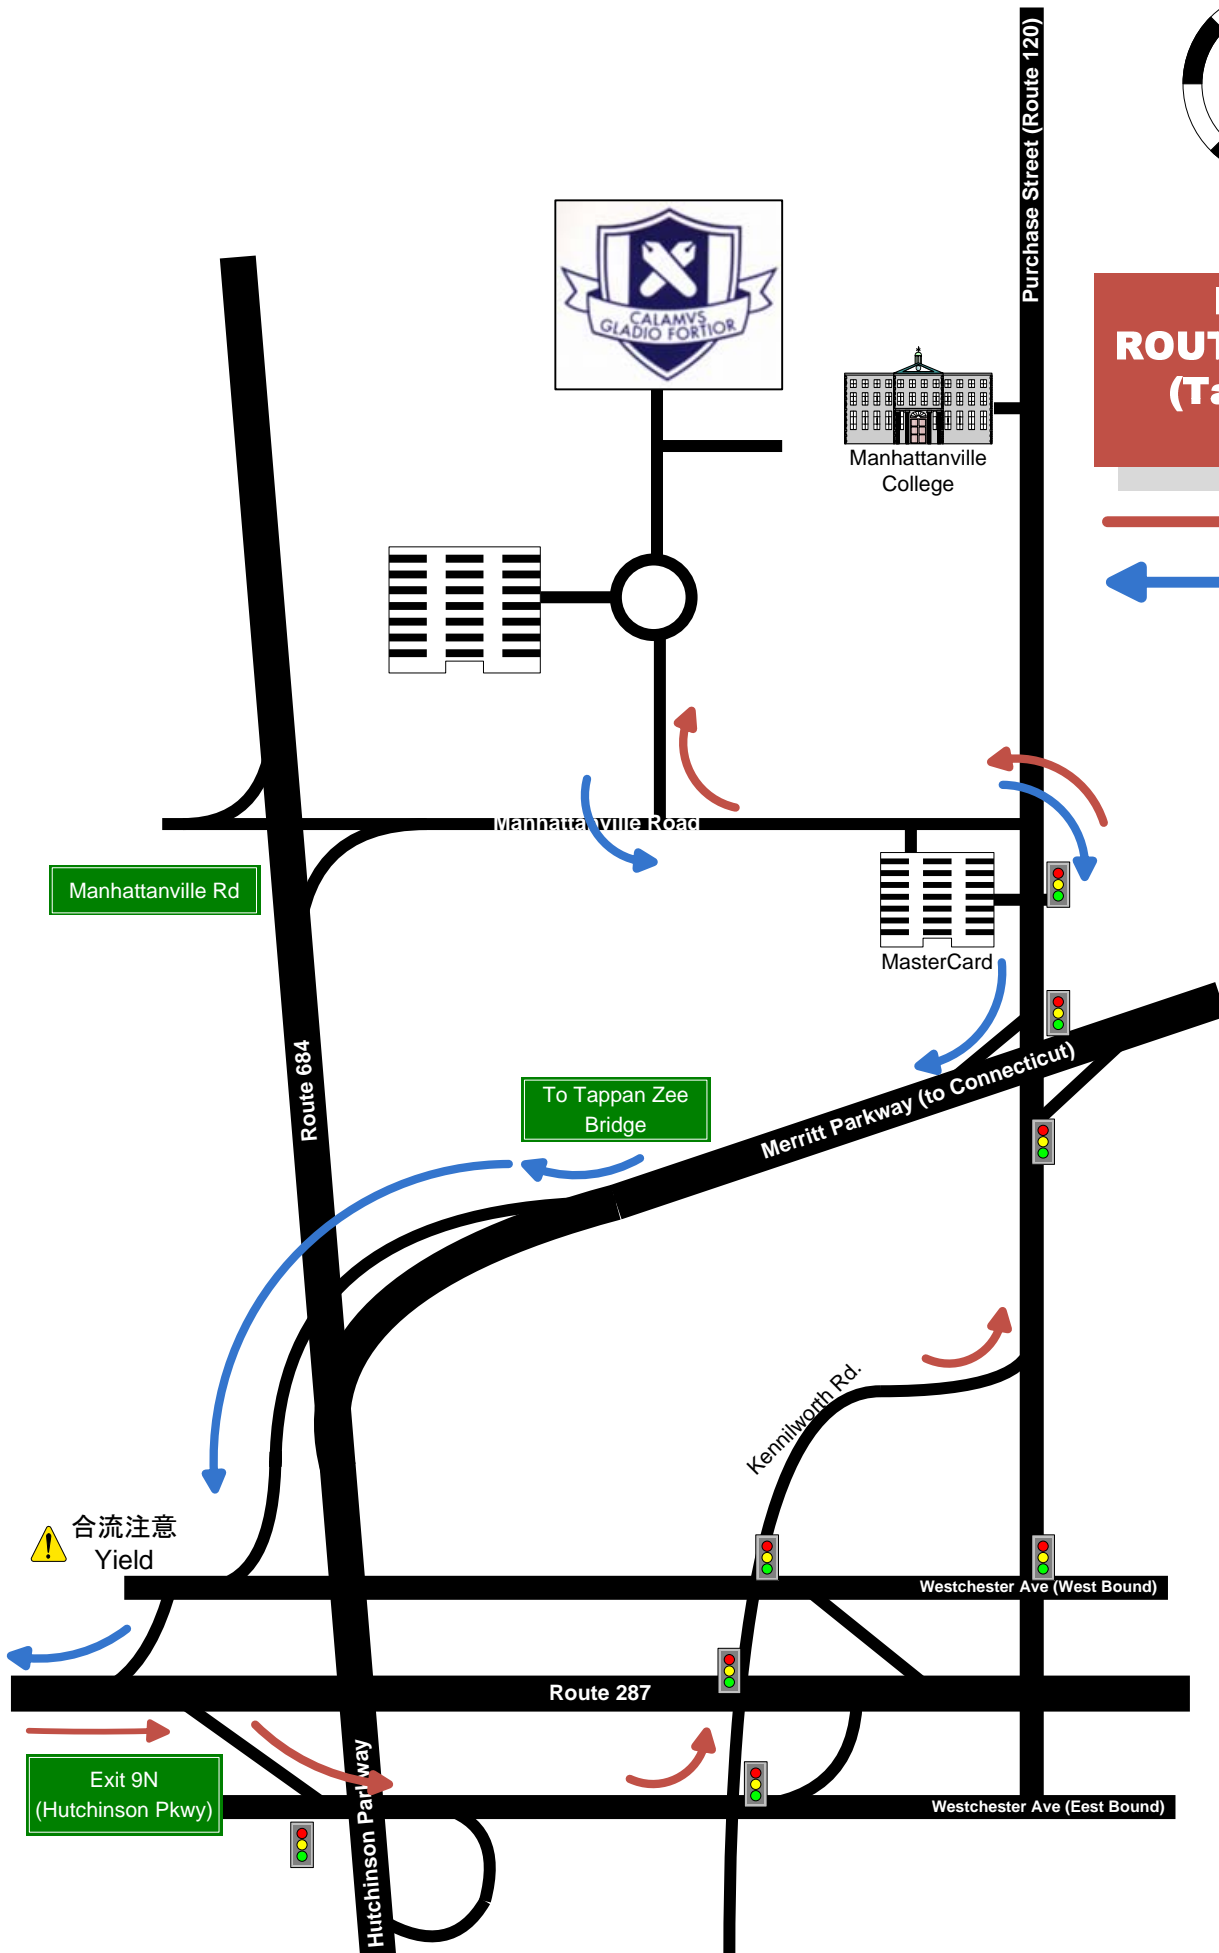 Purchase Street (Route 120)
CALAMVS
GLADIO FORTIOR
(Ta
Manhattanville
College
Manhattanville Road
Manhattanville Rd
MasterCard
Route 684
To Tappan Zee
Bridge
Merritt Parkway (to Connecticut)
Kennilworth Rd.
合流注意
Yield
Westchester Ave (West Bound)
Route 287
Exit 9N
(Hutchinson Pkwy)
Hutchinson Parkway
Westchester Ave (Eest Bound)